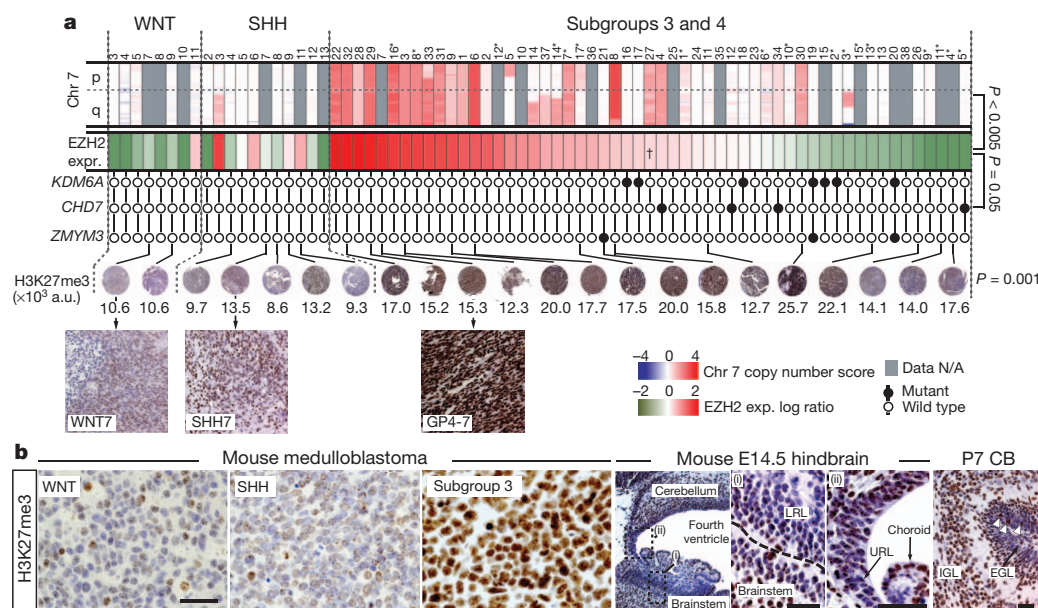 a
WNT SHH Subgroups 3 and 4
Chr 7
p
q
P < 0.005
EZH2
expr.
†
P = 0.05
KDM6A
CHD7
ZMYM3
H3K27me3
(×10³ a.u.)
P = 0.001
10.6 10.6 9.7 13.5 8.6 13.2 9.3 17.0 15.2 15.3 12.3 20.0 17.7 17.5 20.0 15.8 12.7 25.7 22.1 14.1 14.0 17.6
WNT7
SHH7
GP4-7
−4 0 4
Chr 7 copy number score
−2 0 2
EZH2 exp. log ratio
Data N/A
Mutant
Wild type
b
Mouse medulloblastoma Mouse E14.5 hindbrain P7 CB
H3K27me3
WNT
SHH
Subgroup 3
Cerebellum
Fourth
ventricle
(ii)
(i)
Brainstem
(i)
LRL
Brainstem
(ii)
Choroid
URL
IGL
EGL